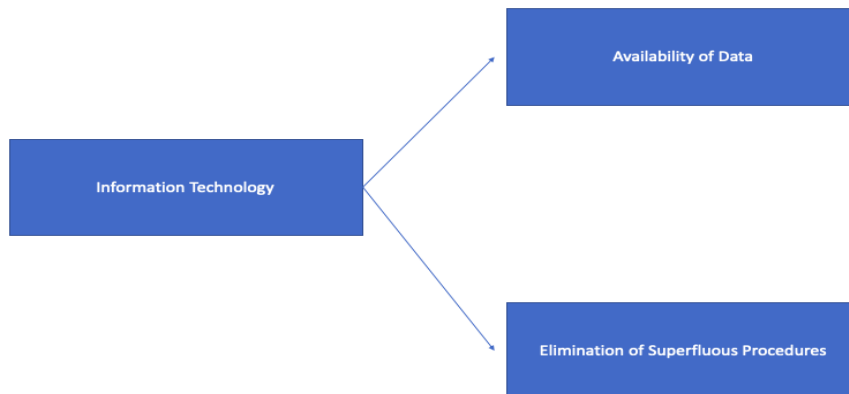 Availability of Data
Information Technology
Elimination of Superfluous Procedures